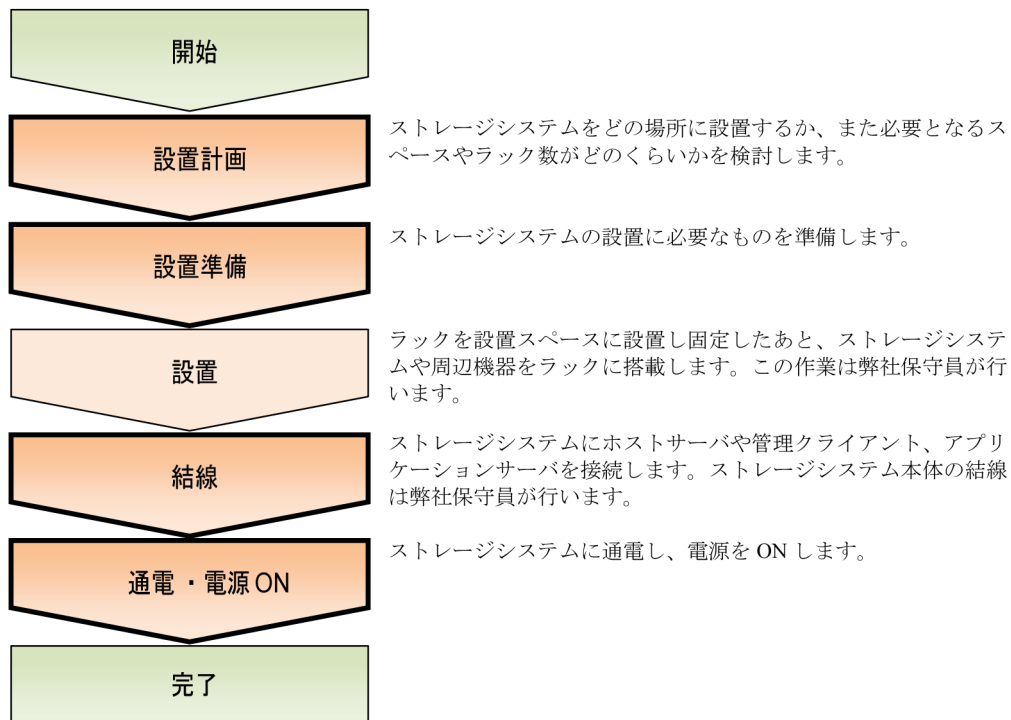 開始
設置計画
ストレージシステムをどの場所に設置するか、また必要となるス
ペースやラック数がどのくらいかを検討します。
設置準備
ストレージシステムの設置に必要なものを準備します。
設置
ラックを設置スペースに設置し固定したあと、ストレージシステ
ムや周辺機器をラックに搭載します。この作業は弊社保守員が行
います。
結線
ストレージシステムにホストサーバや管理クライアント、アプリ
ケーションサーバを接続します。ストレージシステム本体の結線
は弊社保守員が行います。
通電・電源 ON
ストレージシステムに通電し、電源を ON します。
完了